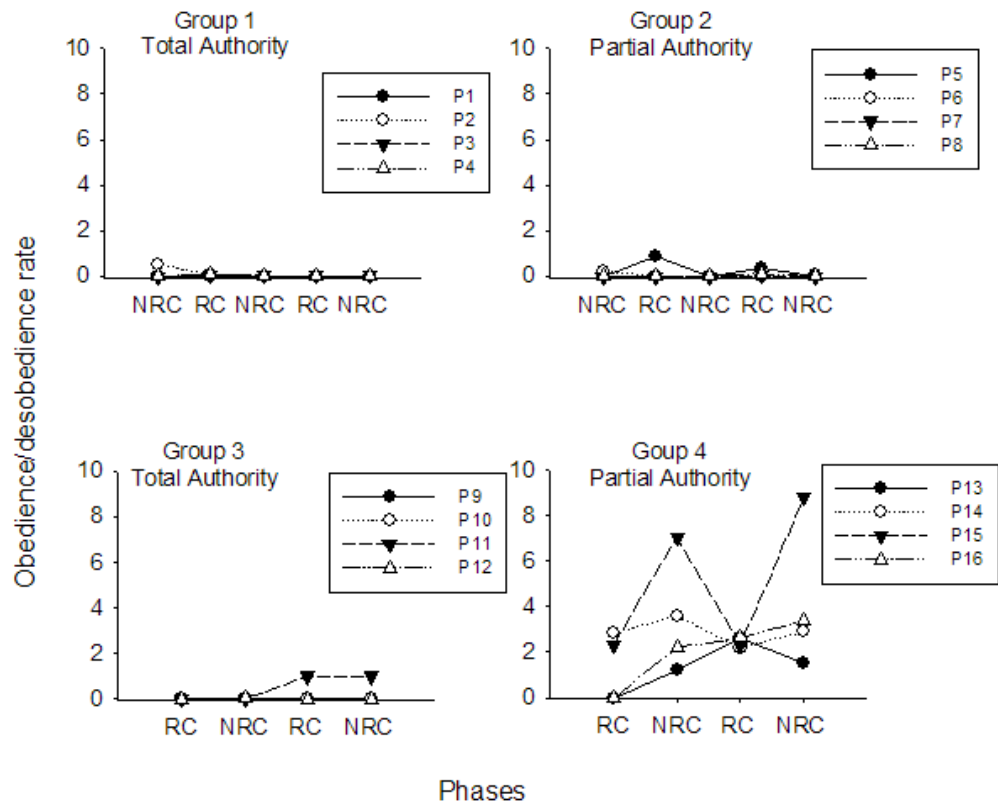 Group 1
Total Authority
10
8
6
4
2
0
P1
P2
P3
P4
NRC RC NRC RC NRC
Group 2
Partial Authority
10
8
6
4
2
0
P5
P6
P7
P8
NRC RC NRC RC NRC
Obedience/desobedience rate
Group 3
Total Authority
10
8
6
4
2
0
P9
P10
P11
P12
RC NRC RC NRC
Goup 4
Partial Authority
10
8
6
4
2
0
P13
P14
P15
P16
RC NRC RC NRC
Phases